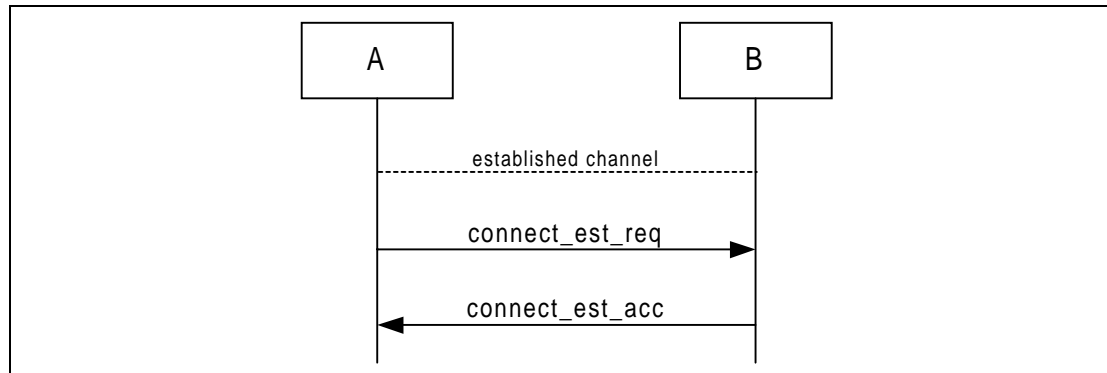 A
B
established channel
connect_est_req
connect_est_acc